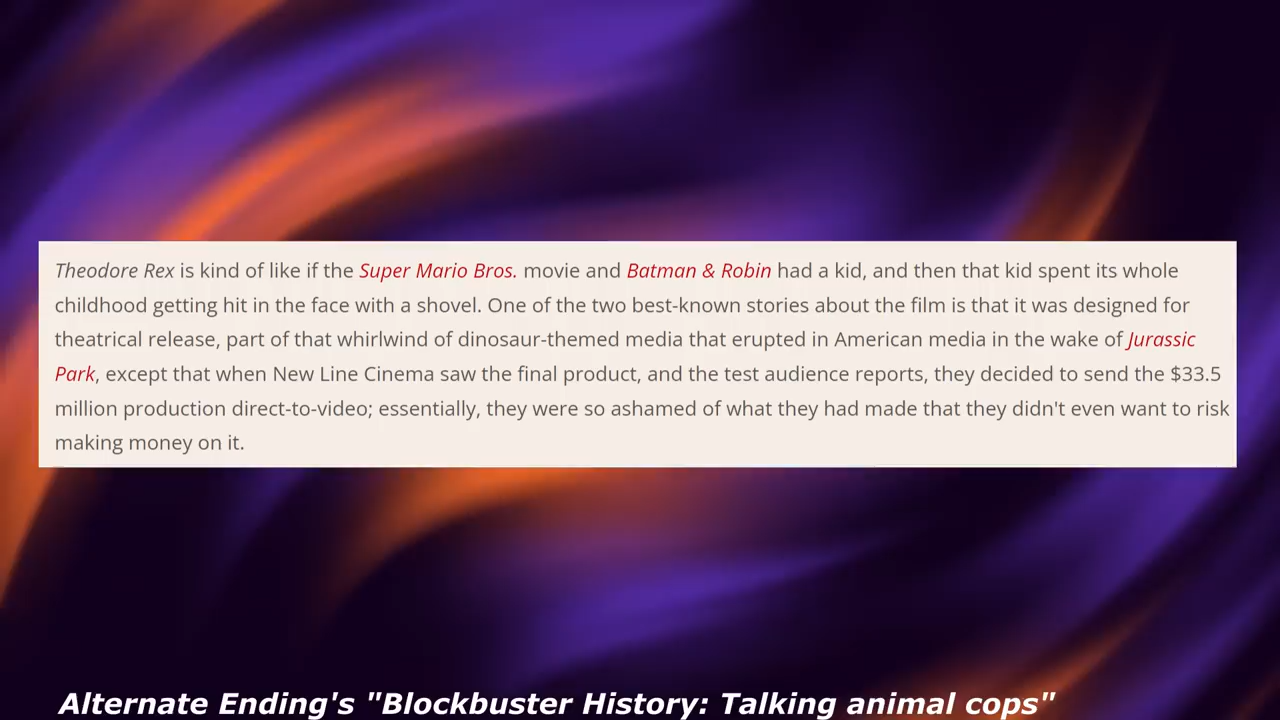 Theodore Rex is kind of like if the Super Mario Bros. movie and Batman & Robin had a kid, and then that kid spent its whole
childhood getting hit in the face with a shovel. One of the two best-known stories about the film is that it was designed for
theatrical release, part of that whirlwind of dinosaur-themed media that erupted in American media in the wake of Jurassic
Park, except that when New Line Cinema saw the final product, and the test audience reports, they decided to send the $33.5
million production direct-to-video; essentially, they were so ashamed of what they had made that they didn't even want to risk
making money on it.
Alternate Ending's "Blockbuster History: Talking animal cops"